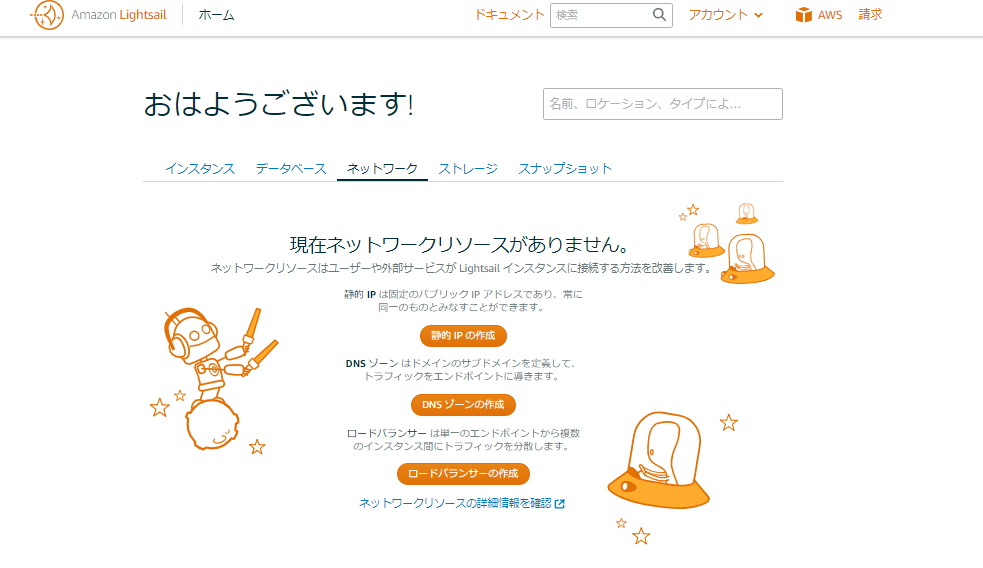 Amazon Lightsail ホーム ドキュメント 検索 アカウント AWS 請求
おはようございます!
名前、ロケーション、タイプによ...
インスタンス データベース ネットワーク ストレージ スナップショット
現在ネットワークリソースがありません。
ネットワークリソースはユーザーや外部サービスが Lightsail インスタンスに接続する方法を改善します。
静的 IP は固定のパブリック IP アドレスであり、常に
同一のものとみなすことができます。
静的 IP の作成
DNS ゾーン はドメインのサブドメインを定義して、
トラフィックをエンドポイントに導きます。
DNS ゾーンの作成
ロードバランサー は単一のエンドポイントから複数
のインスタンス間にトラフィックを分散します。
ロードバランサーの作成
ネットワークリソースの詳細情報を確認